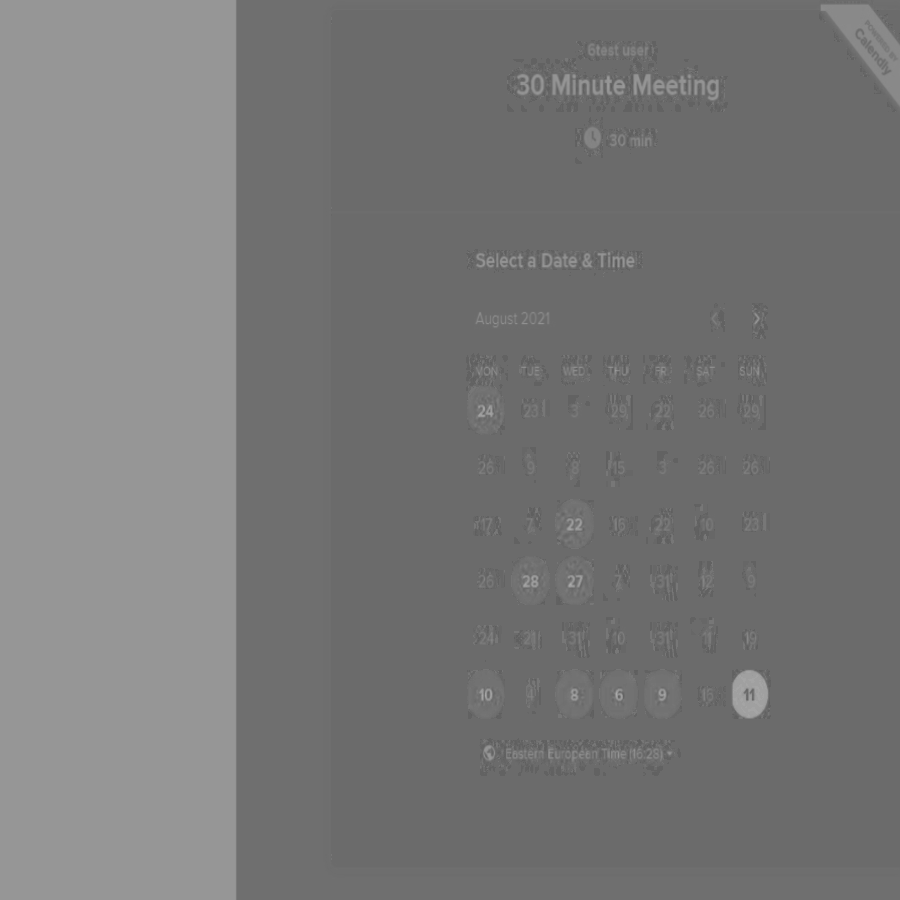 6test user
30 Minute Meeting
30 min
POWERED BY
Calendly
Select a Date & Time
August 2021
MON TUE WED THU FRI SAT SUN
24 23 3 29 22 26 29
26 9 8 15 3 26 26
17 7 22 16 22 10 23
26 28 27 7 31 12 9
24 21 31 10 31 11 19
10 4 8 6 9 15 11
Eastern European Time (16:28)